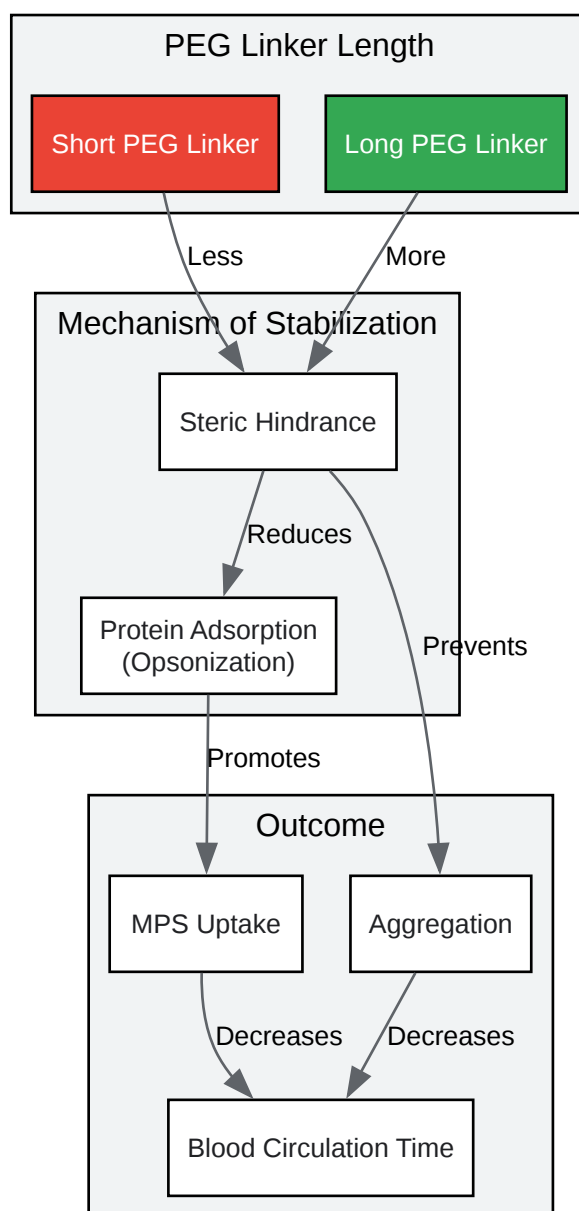 PEG Linker Length
Short PEG Linker
Long PEG Linker
Less
More
Mechanism of Stabilization
Steric Hindrance
Reduces
Protein Adsorption
(Opsonization)
Prevents
Promotes
Outcome
MPS Uptake
Aggregation
Decreases
Decreases
Blood Circulation Time